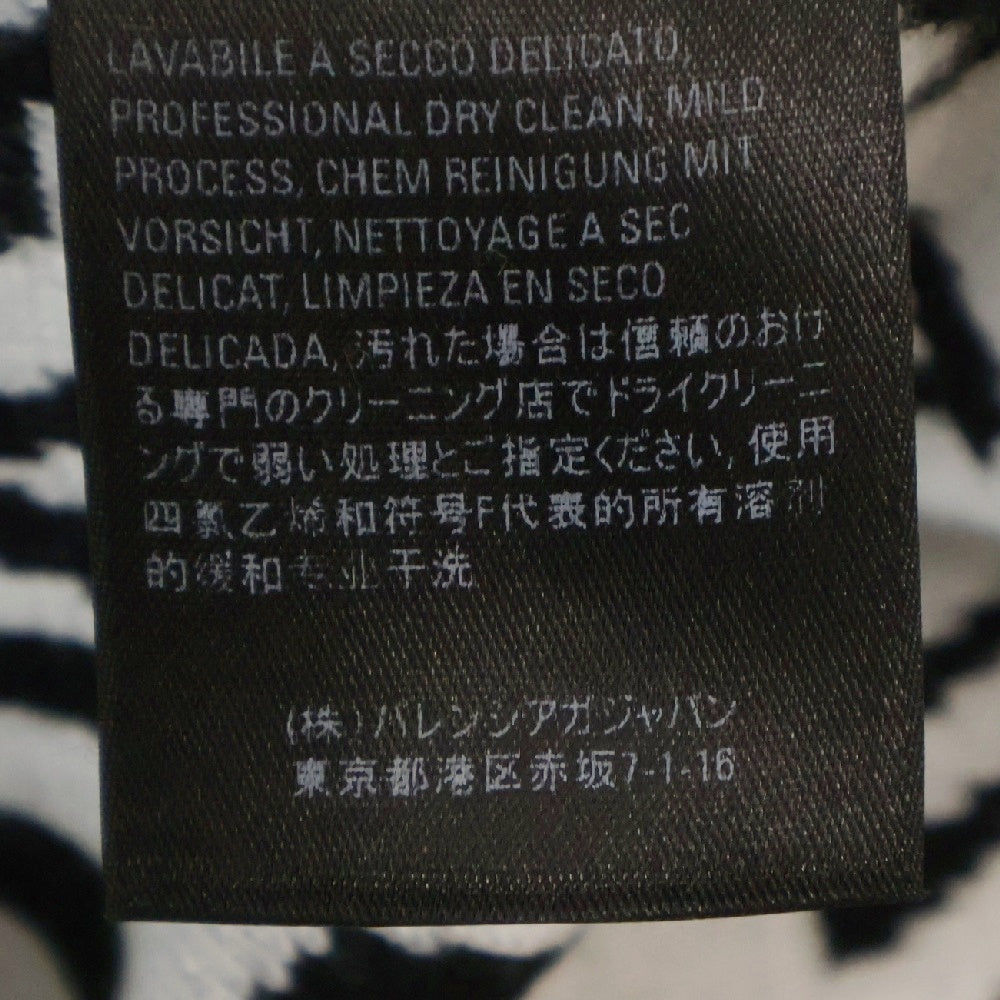 LAVABILE A SECCO DELICATO,
PROFESSIONAL DRY CLEAN, MILD
PROCESS, CHEM REINIGUNG MIT
VORSICHT, NETTOYAGE A SEC
DELICAT, LIMPIEZA EN SECO
DELICADA, 汚れた場合は信頼のおけ
る専門のクリーニング店でドライクリーニ
ングで弱い処理とご指定ください, 使用
四氯乙烯和符号F代表的所有溶剂
的缓和专业干洗
(株)バレンシアガジャパン
東京都港区赤坂7-1-16